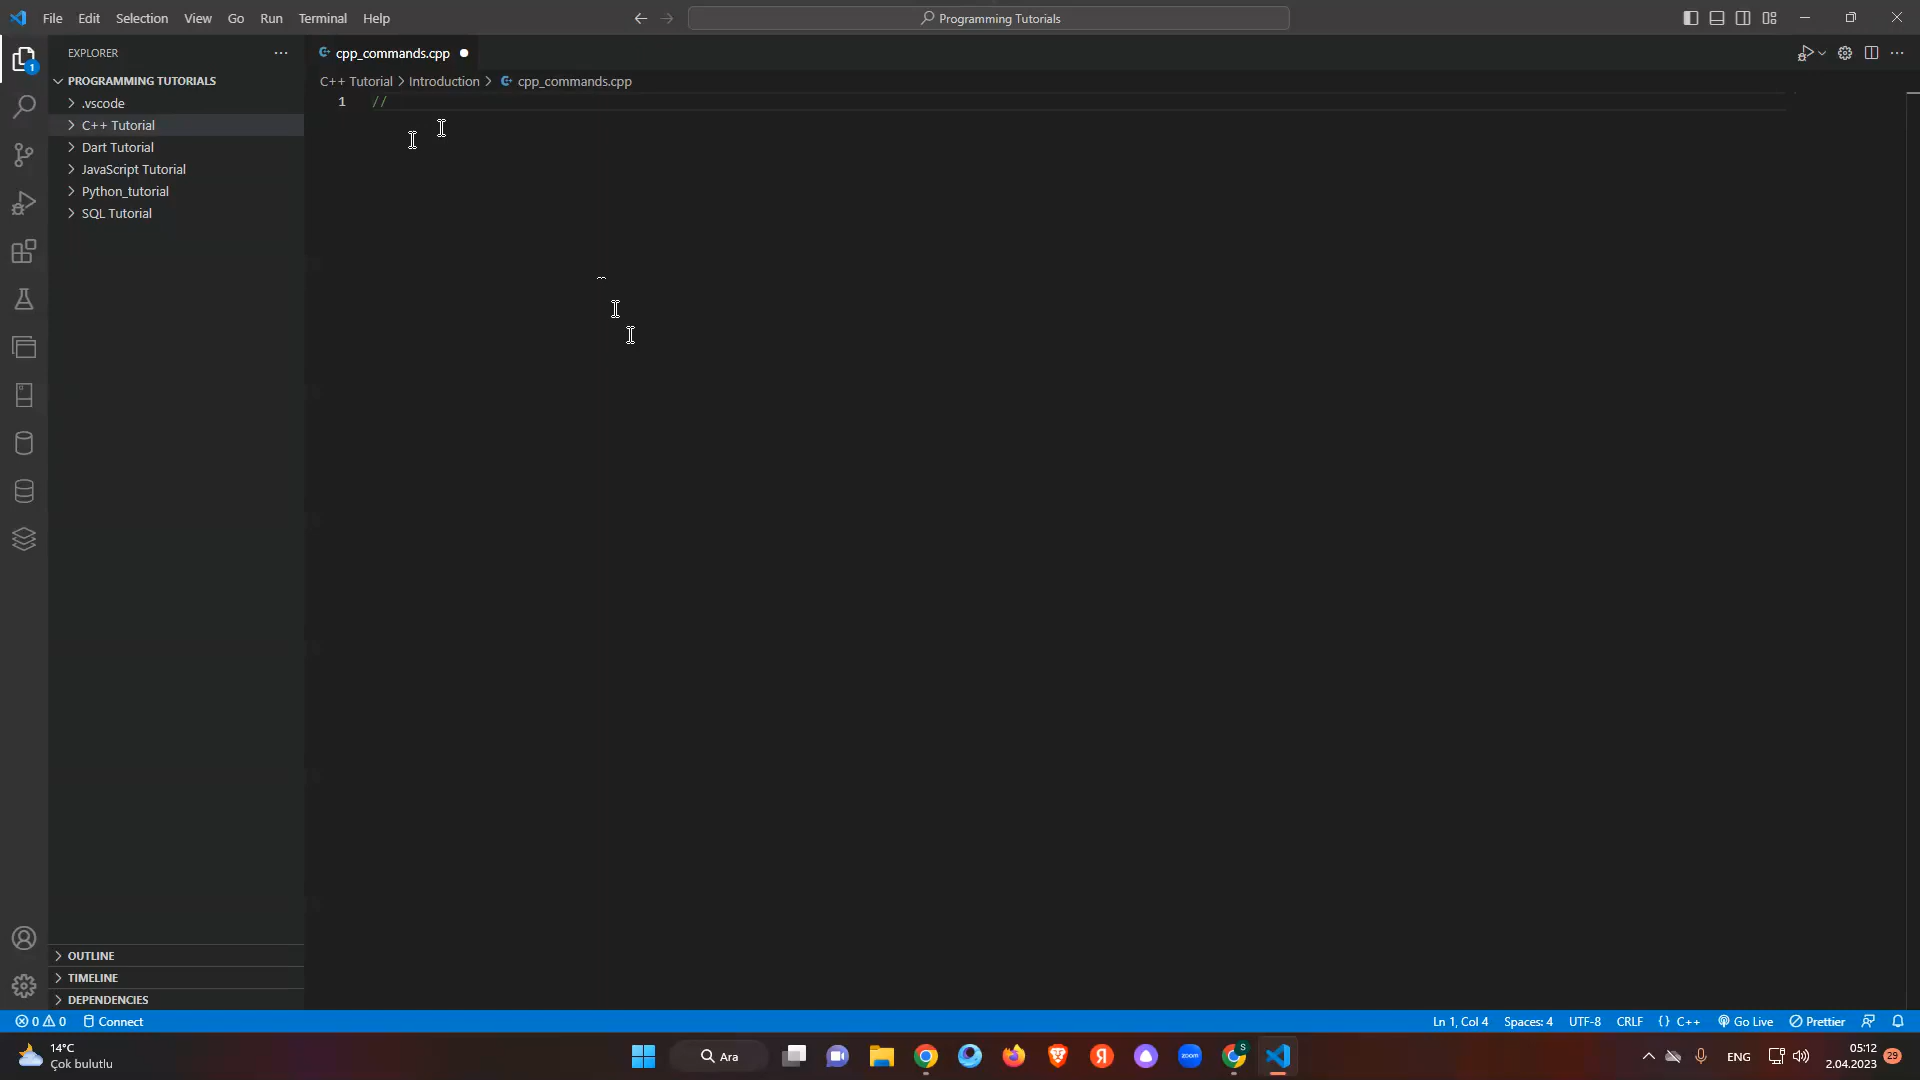 File Edit Selection View Go Run Terminal Help
Programming Tutorials
EXPLORER
cpp_commands.cpp
PROGRAMMING TUTORIALS
C++ Tutorial > Introduction > cpp_commands.cpp
.vscode
1 //
C++ Tutorial
Dart Tutorial
JavaScript Tutorial
Python_tutorial
SQL Tutorial
1
OUTLINE
TIMELINE
DEPENDENCIES
0 0 Connect
Ln 1, Col 4 Spaces: 4 UTF-8 CRLF {} C++ Go Live Prettier
14°C
Çok bulutlu
Ara
zoom
Я
S
ENG
05:12
2.04.2023
29